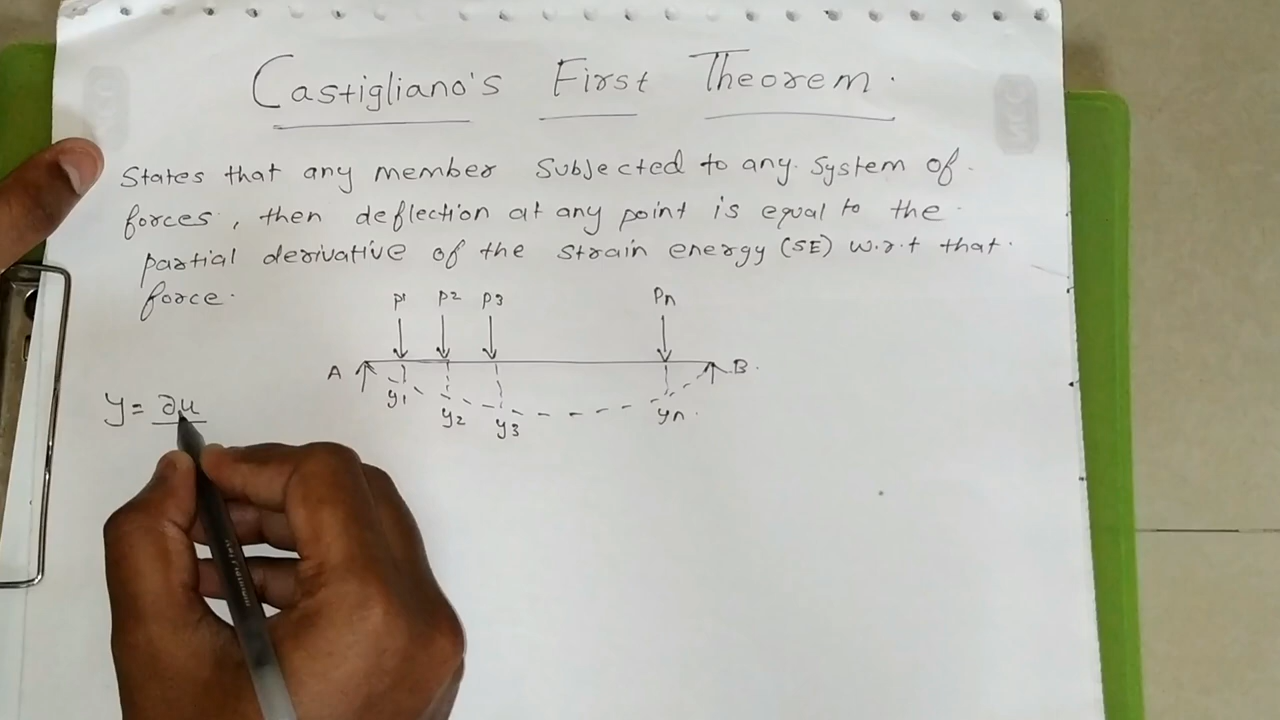 Castigliano's First Theorem.
States that any member subjected to any system of
forces, then deflection at any point is equal to the
partial derivative of the strain energy (SE) w.r.t that
force.
P1 P2 P3 Pn
A B
y1 y2 y3 yn
y = ∂u